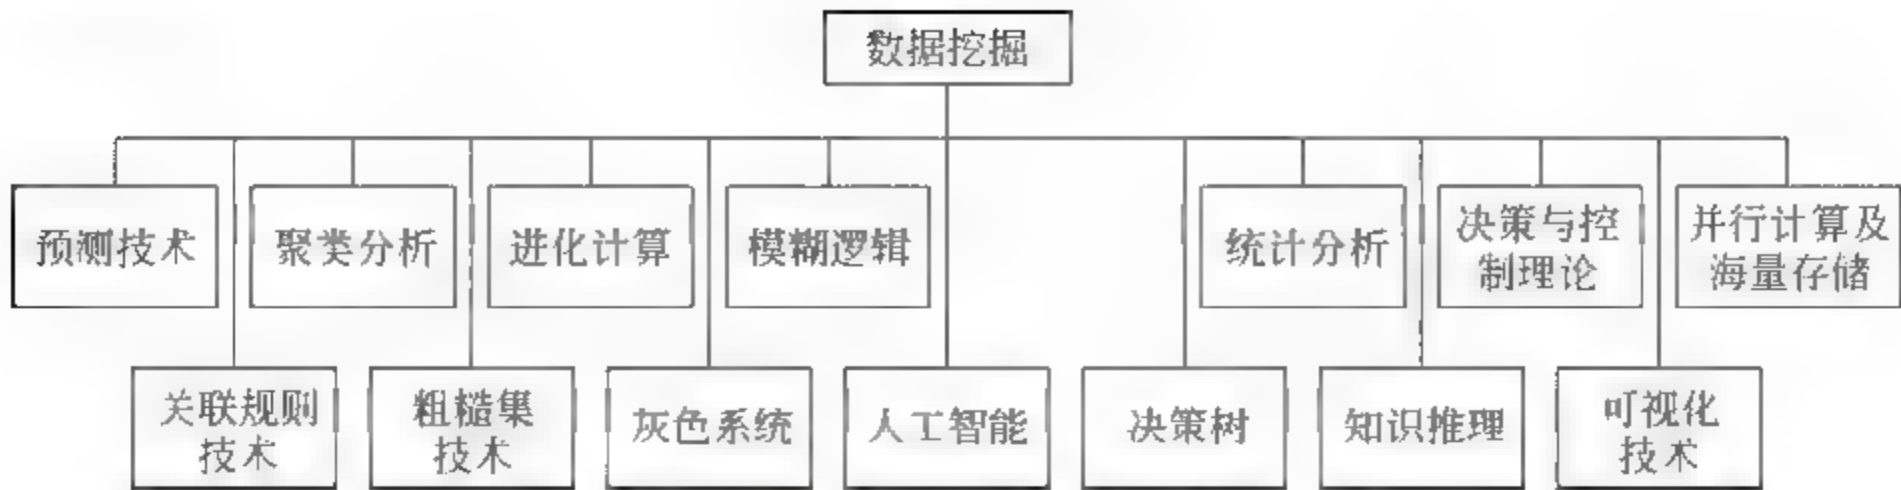 数据挖掘
预测技术
聚类分析
进化计算
模糊逻辑
统计分析
决策与控
制理论
并行计算及
海量存储
关联规则
技术
粗糙集
技术
灰色系统
人工智能
决策树
知识推理
可视化
技术